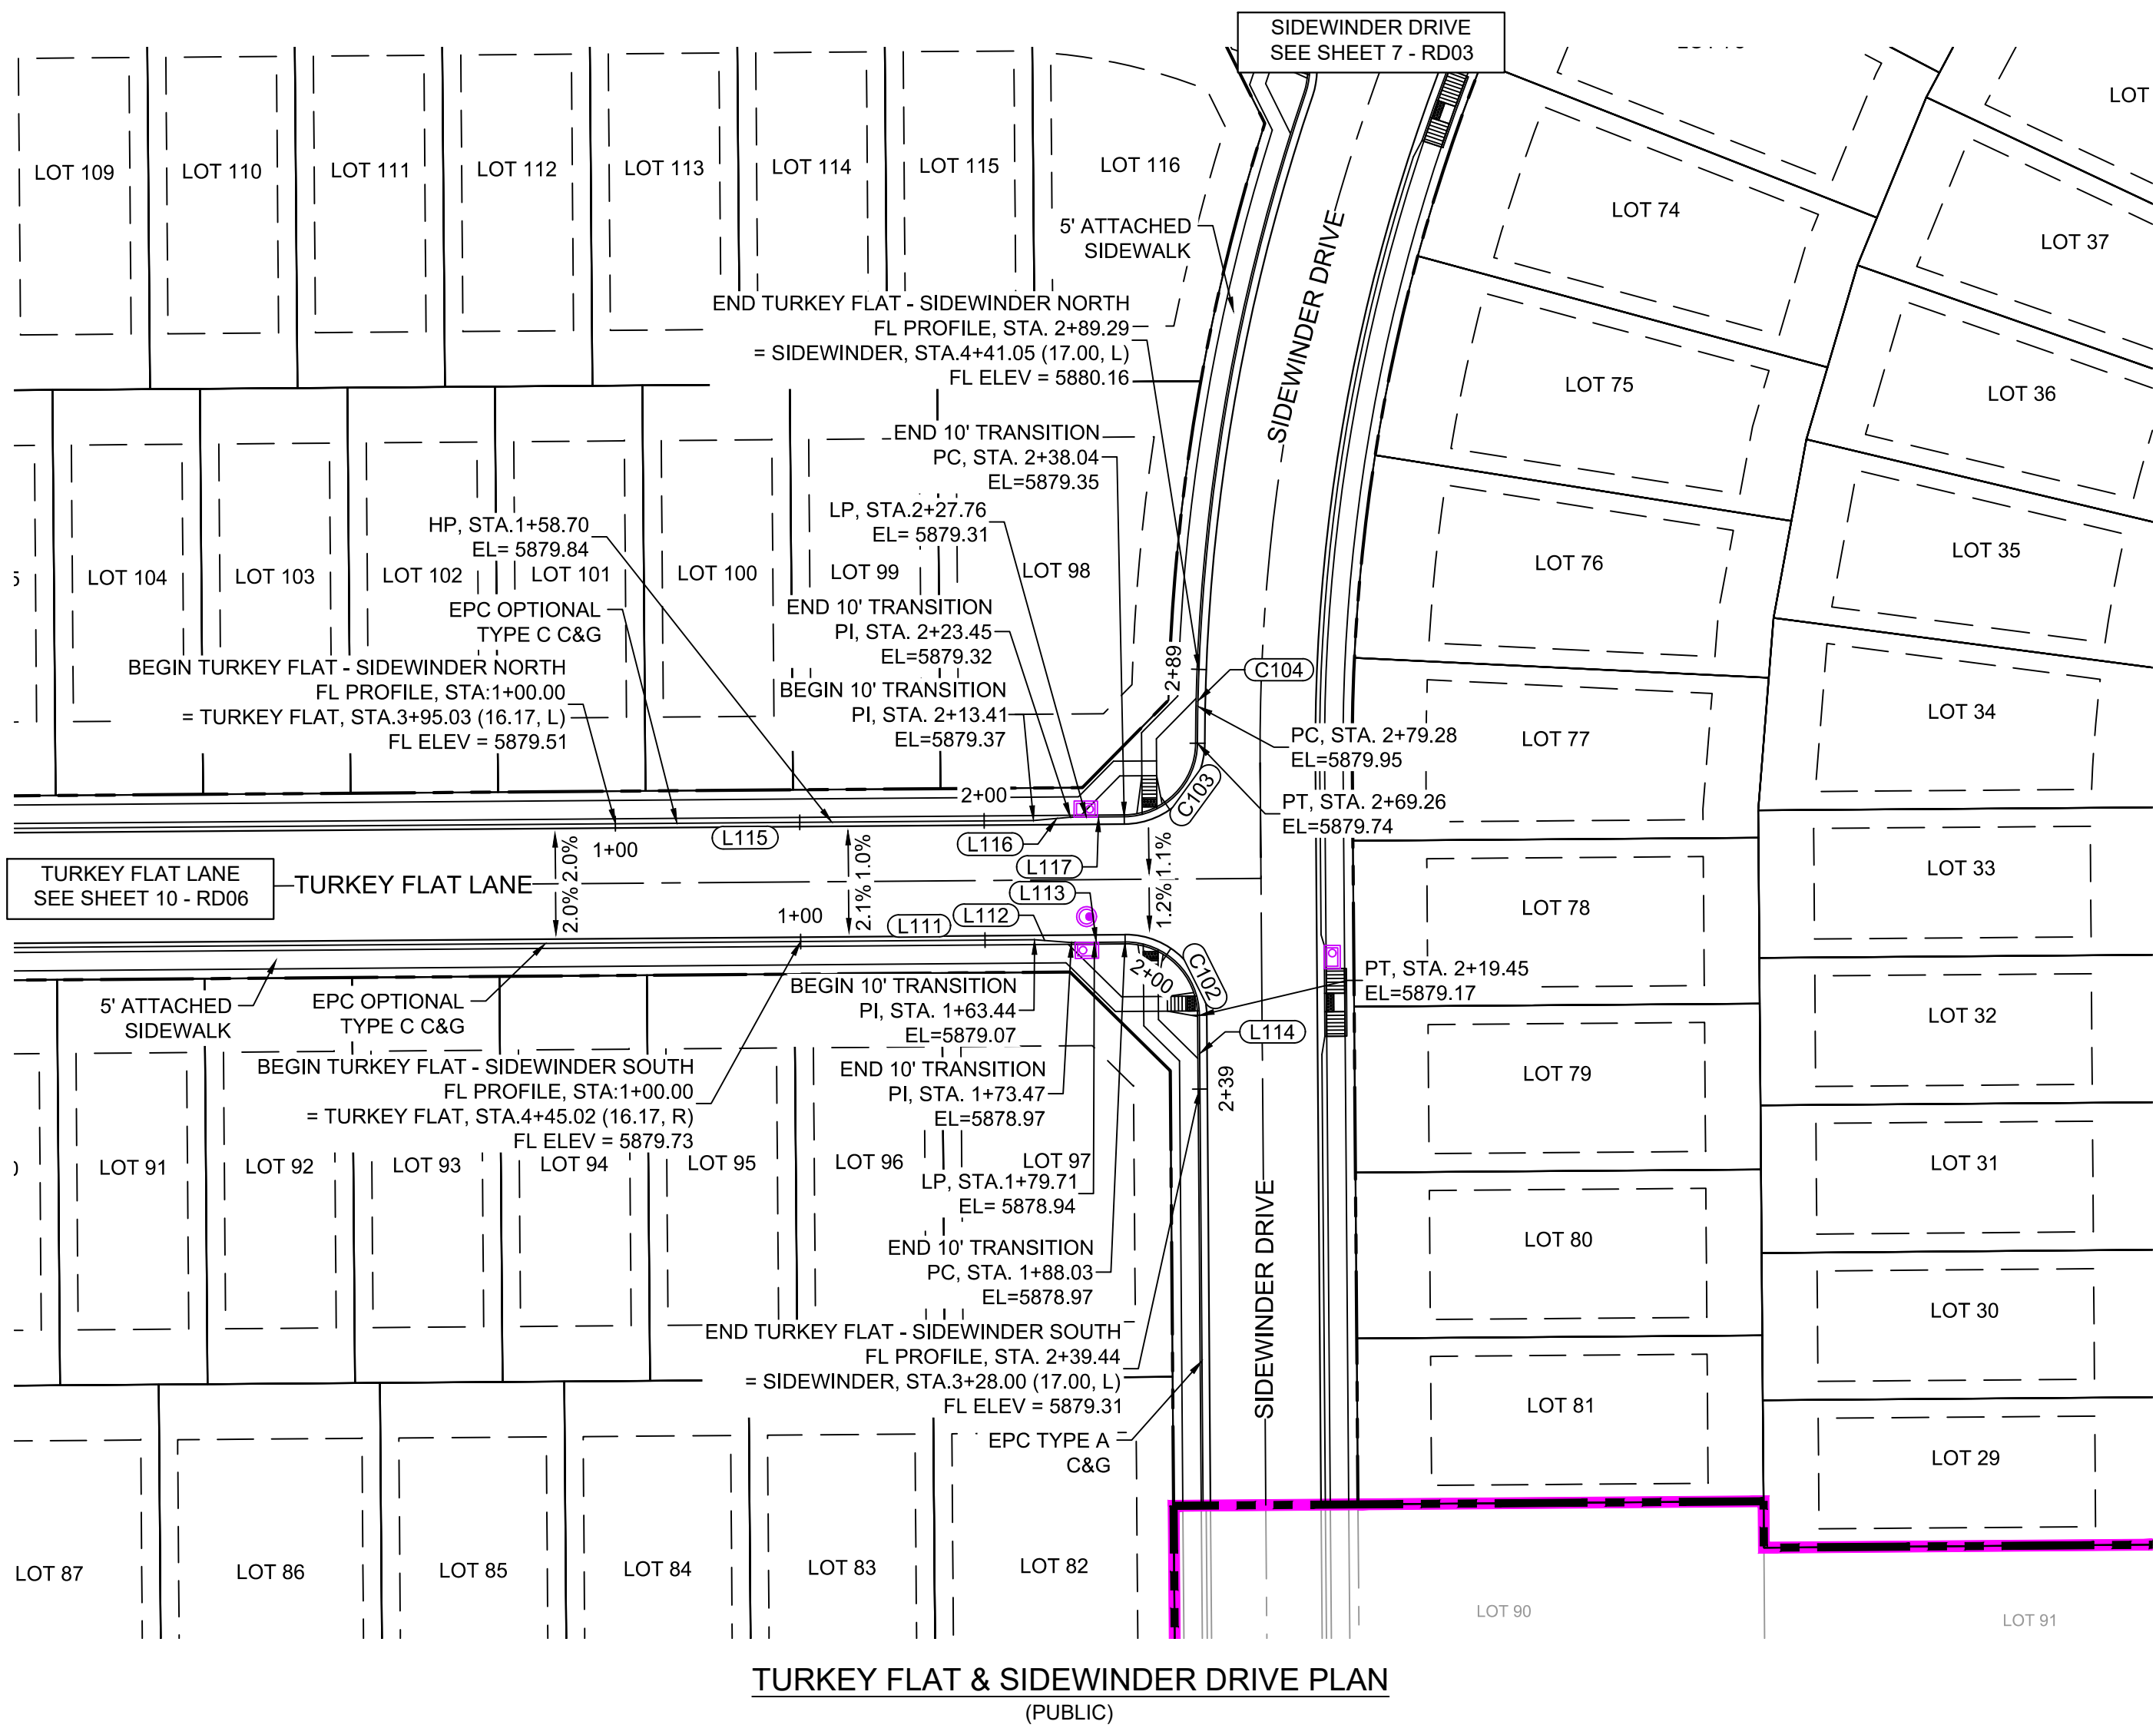 SIDEWINDER DRIVE
SEE SHEET 7 - RD03
LOT
LOT 109
LOT 110
LOT 111
LOT 112
LOT 113
LOT 114
LOT 115
LOT 116
LOT 74
LOT 37
5' ATTACHED
SIDEWALK
SIDEWINDER DRIVE
END TURKEY FLAT - SIDEWINDER NORTH
FL PROFILE, STA. 2+89.29
= SIDEWINDER, STA.4+41.05 (17.00, L)
FL ELEV = 5880.16
LOT 75
LOT 36
END 10' TRANSITION
PC, STA. 2+38.04
EL=5879.35
LP, STA.2+27.76
EL= 5879.31
HP, STA.1+58.70
EL= 5879.84
LOT 76
LOT 35
5
LOT 104
LOT 103
LOT 102
LOT 101
LOT 100
LOT 99
LOT 98
EPC OPTIONAL
TYPE C C&G
END 10' TRANSITION
PI, STA. 2+23.45
EL=5879.32
BEGIN TURKEY FLAT - SIDEWINDER NORTH
FL PROFILE, STA:1+00.00
= TURKEY FLAT, STA.3+95.03 (16.17, L)
FL ELEV = 5879.51
BEGIN 10' TRANSITION
PI, STA. 2+13.41
EL=5879.37
2+89
C104
PC, STA. 2+79.28
EL=5879.95
LOT 77
LOT 34
2+00
C103
PT, STA. 2+69.26
EL=5879.74
1+00
L115
L116
L117
L113
2.0% 2.0%
2.1% 1.0%
1.2% 1.1%
TURKEY FLAT LANE
SEE SHEET 10 - RD06
TURKEY FLAT LANE
1+00
L111
L112
LOT 78
LOT 33
2+00
C102
PT, STA. 2+19.45
EL=5879.17
L114
5' ATTACHED
SIDEWALK
EPC OPTIONAL
TYPE C C&G
BEGIN 10' TRANSITION
PI, STA. 1+63.44
EL=5879.07
LOT 32
BEGIN TURKEY FLAT - SIDEWINDER SOUTH
FL PROFILE, STA:1+00.00
= TURKEY FLAT, STA.4+45.02 (16.17, R)
FL ELEV = 5879.73
END 10' TRANSITION
PI, STA. 1+73.47
EL=5878.97
2+39
LOT 79
LOT 91
LOT 92
LOT 93
LOT 94
LOT 95
LOT 96
LOT 97
LOT 31
LP, STA.1+79.71
EL= 5878.94
SIDEWINDER DRIVE
LOT 80
END 10' TRANSITION
PC, STA. 1+88.03
EL=5878.97
LOT 30
END TURKEY FLAT - SIDEWINDER SOUTH
FL PROFILE, STA. 2+39.44
= SIDEWINDER, STA.3+28.00 (17.00, L)
FL ELEV = 5879.31
LOT 81
EPC TYPE A
C&G
LOT 29
LOT 87
LOT 86
LOT 85
LOT 84
LOT 83
LOT 82
LOT 90
LOT 91
TURKEY FLAT & SIDEWINDER DRIVE PLAN
(PUBLIC)